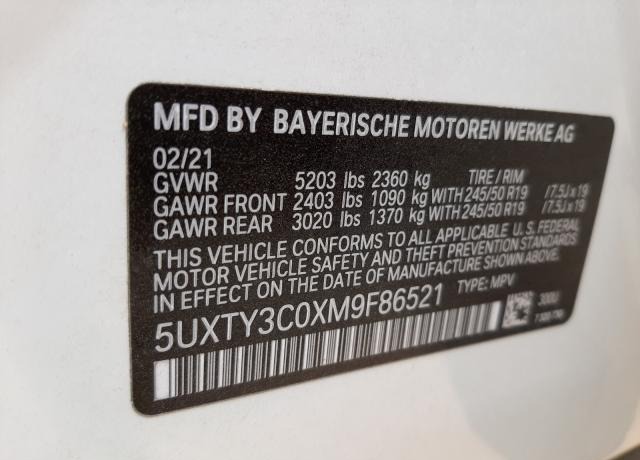 MFD BY BAYERISCHE MOTOREN WERKE AG
02/21
GVWR 5203 lbs 2360 kg TIRE / RIM
GAWR FRONT 2403 lbs 1090 kg WITH 245/50 R19 /7.5J x 19
GAWR REAR 3020 lbs 1370 kg WITH 245/50 R19 /7.5J x 19
THIS VEHICLE CONFORMS TO ALL APPLICABLE U.S. FEDERAL
MOTOR VEHICLE SAFETY AND THEFT PREVENTION STANDARDS
IN EFFECT ON THE DATE OF MANUFACTURE SHOWN ABOVE.
5UXTY3C0XM9F86521 TYPE: MPV